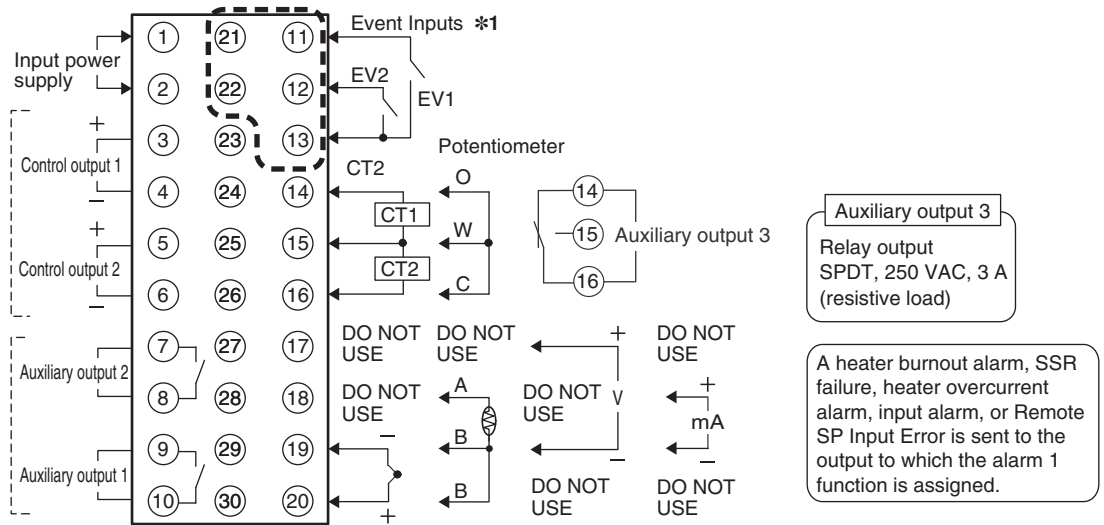 Input power
supply
1 21 11
2 22 12
3 23 13
4 24 14
5 25 15
6 26 16
7 27 17
8 28 18
9 29 19
10 30 20
+
Control output 1
−
+
Control output 2
−
Auxiliary output 2
Auxiliary output 1
Event Inputs *1
EV2
EV1
CT2
CT1
CT2
Potentiometer
O
W
C
14
15 Auxiliary output 3
16
DO NOT
USE
DO NOT
USE
+
V
−
DO NOT
USE
DO NOT
USE
A
B
B
DO NOT
USE
DO NOT
USE
+
mA
−
DO NOT
USE
−
+
Auxiliary output 3
Relay output
SPDT, 250 VAC, 3 A
(resistive load)
A heater burnout alarm, SSR
failure, heater overcurrent
alarm, input alarm, or Remote
SP Input Error is sent to the
output to which the alarm 1
function is assigned.